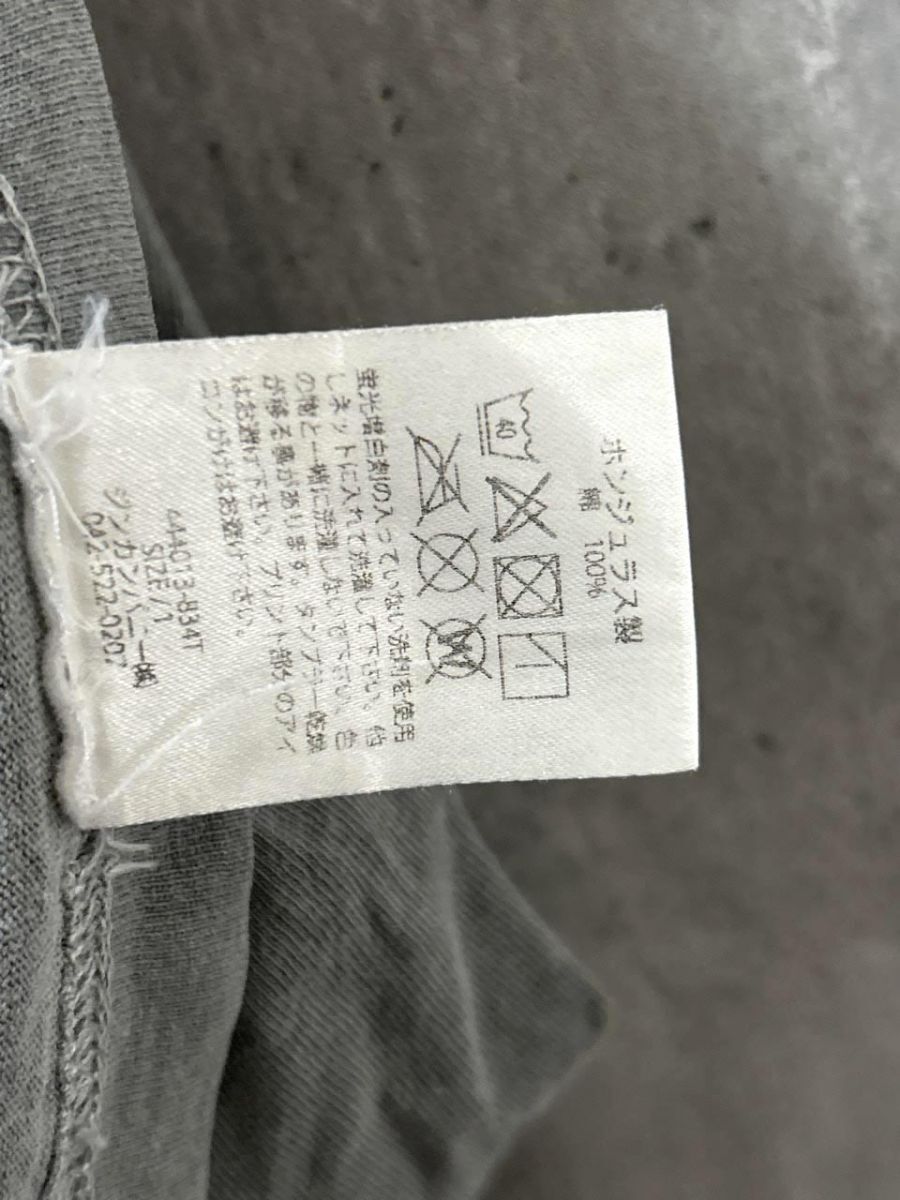 ホンジュラス製
綿 100%
40
W
蛍光増白剤の入っていない洗剤を使用
しネットに入れて洗濯して下さい。他
の物と一緒に洗濯しないで下さい。色
が移る事があります。タンブラー乾燥
はお避け下さい。プリント部分のアイ
ロンがけはお避け下さい。
44013-834T
SIZE/1
ジンカンパニー㈱
042-522-0207